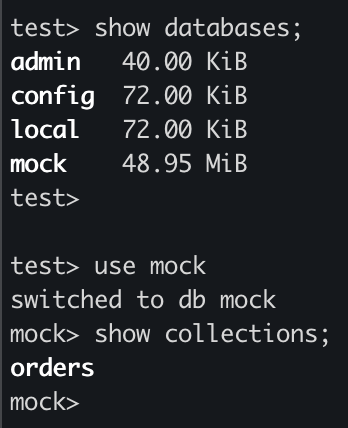 test> show databases;
admin   40.00 KiB
config  72.00 KiB
local   72.00 KiB
mock    48.95 MiB
test>
test> use mock
switched to db mock
mock> show collections;
orders
mock>